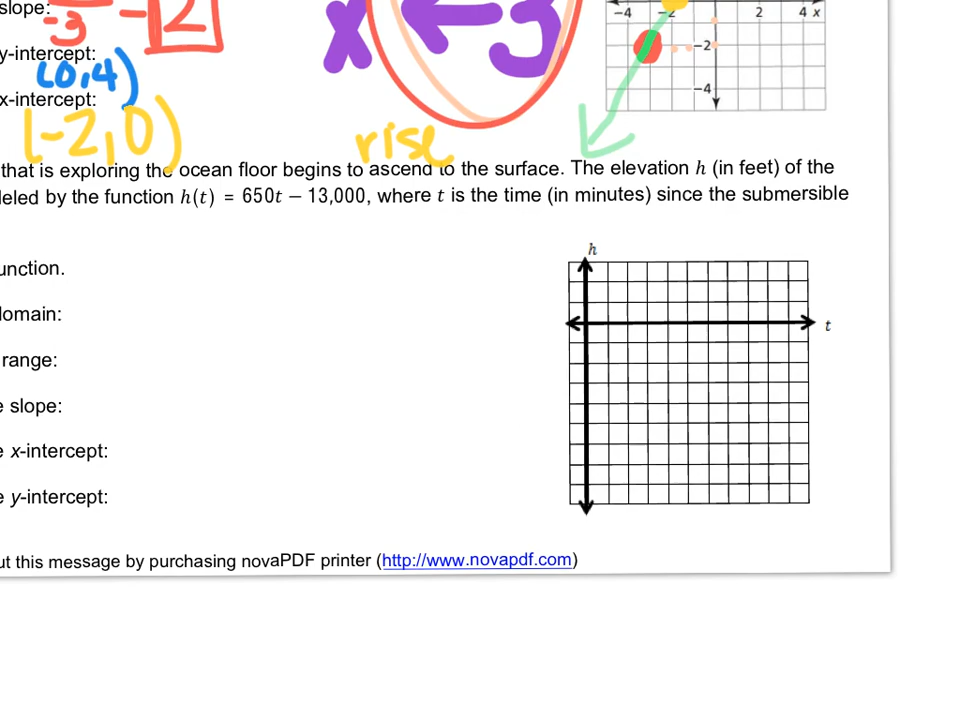 slope:
-3
-
2
x ← 3
-4 -2 2 4 x
y-intercept:
-2
(0,4)
x-intercept:
-4
(-2,0)
rise
that is exploring the ocean floor begins to ascend to the surface. The elevation h (in feet) of the
eled by the function h(t) = 650t − 13,000, where t is the time (in minutes) since the submersible
h
unction.
omain:
t
range:
e slope:
e x-intercept:
e y-intercept:
ut this message by purchasing novaPDF printer (http://www.novapdf.com)